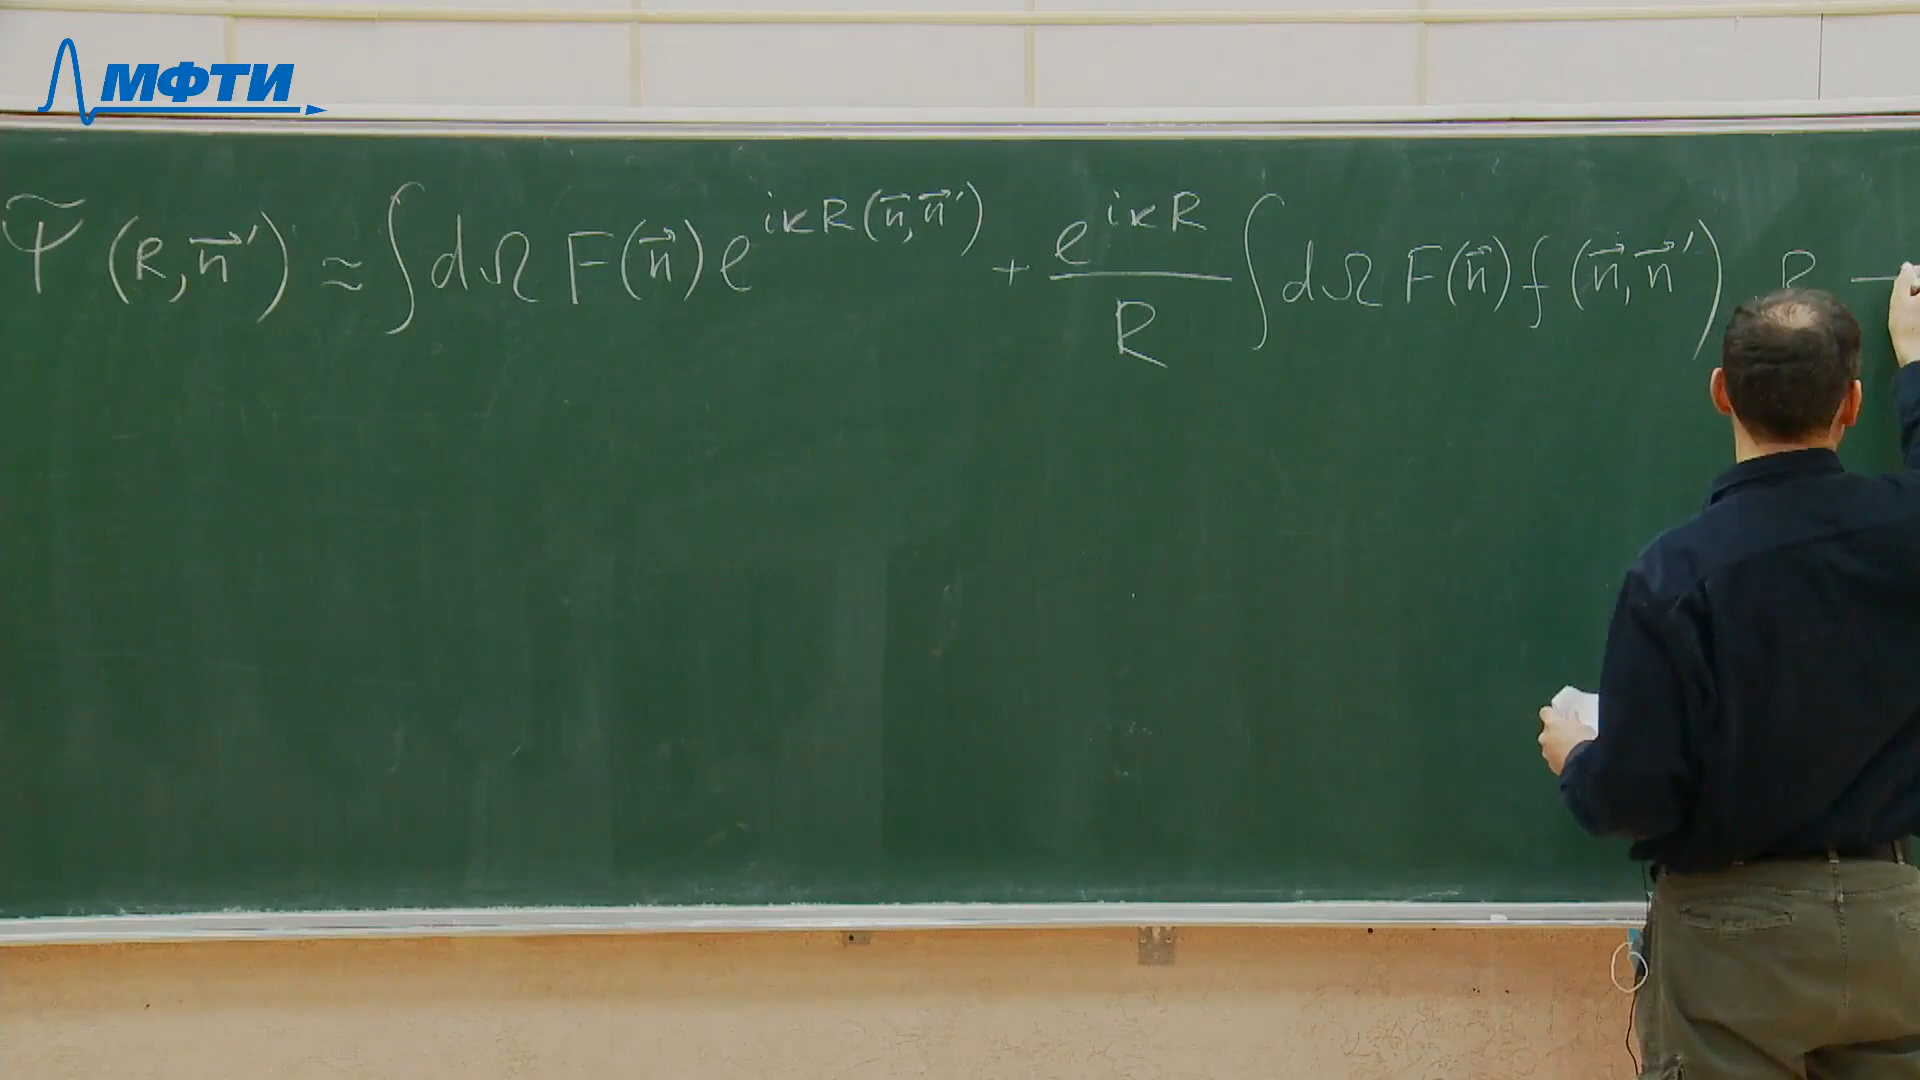 МФТИ
Ψ̃ (R, n⃗') ≈ ∫ dΩ F(n⃗) e^{ikR(n⃗, n⃗')} + e^{ikR}/R ∫ dΩ F(n⃗) f(n⃗, n⃗') R